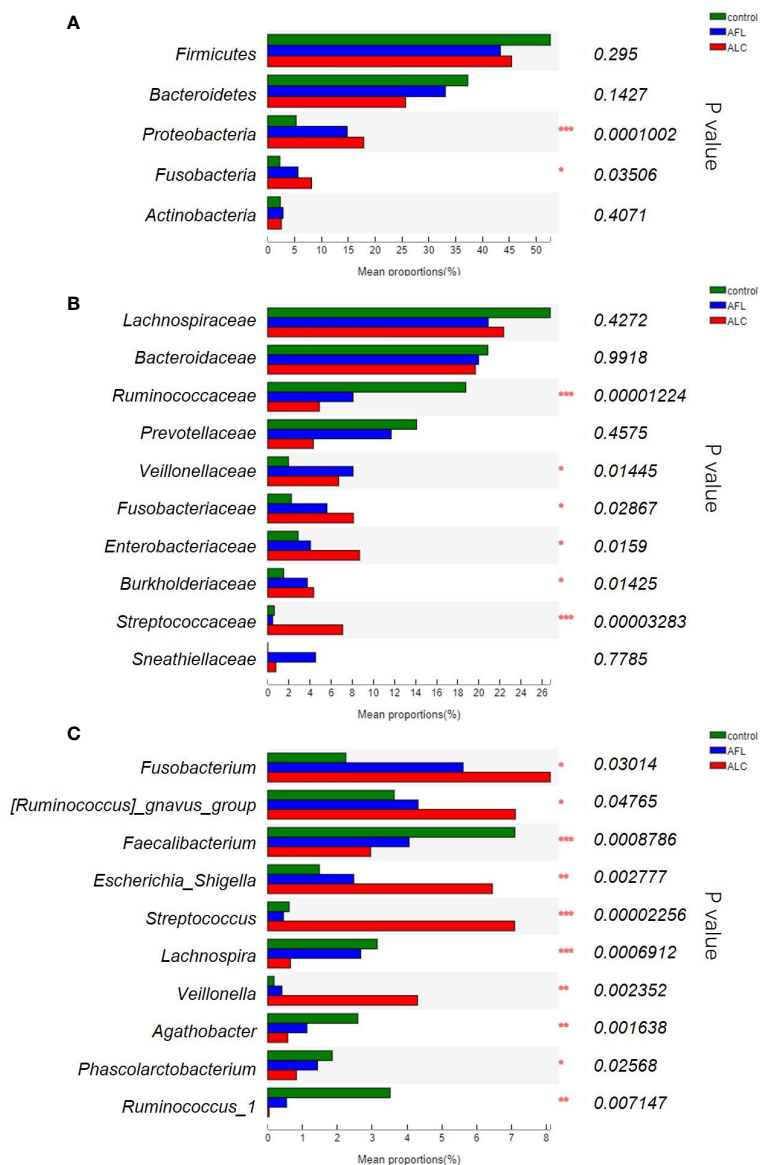 A
control
AFL
ALC
Firmicutes 0.295
Bacteroidetes 0.1427
Proteobacteria *** 0.0001002
Fusobacteria * 0.03506
Actinobacteria 0.4071
P value
0 5 10 15 20 25 30 35 40 45 50
Mean proportions(%)
B
control
AFL
ALC
Lachnospiraceae 0.4272
Bacteroidaceae 0.9918
Ruminococcaceae *** 0.00001224
Prevotellaceae 0.4575
Veillonellaceae * 0.01445
Fusobacteriaceae * 0.02867
Enterobacteriaceae * 0.0159
Burkholderiaceae * 0.01425
Streptococcaceae *** 0.00003283
Sneathiellaceae 0.7785
P value
0 2 4 6 8 10 12 14 16 18 20 22 24 26
Mean proportions(%)
C
control
AFL
ALC
Fusobacterium * 0.03014
[Ruminococcus]_gnavus_group * 0.04765
Faecalibacterium *** 0.0008786
Escherichia_Shigella ** 0.002777
Streptococcus *** 0.00002256
Lachnospira *** 0.0006912
Veillonella ** 0.002352
Agathobacter ** 0.001638
Phascolarctobacterium * 0.02568
Ruminococcus_1 ** 0.007147
P value
0 1 2 3 4 5 6 7 8
Mean proportions(%)